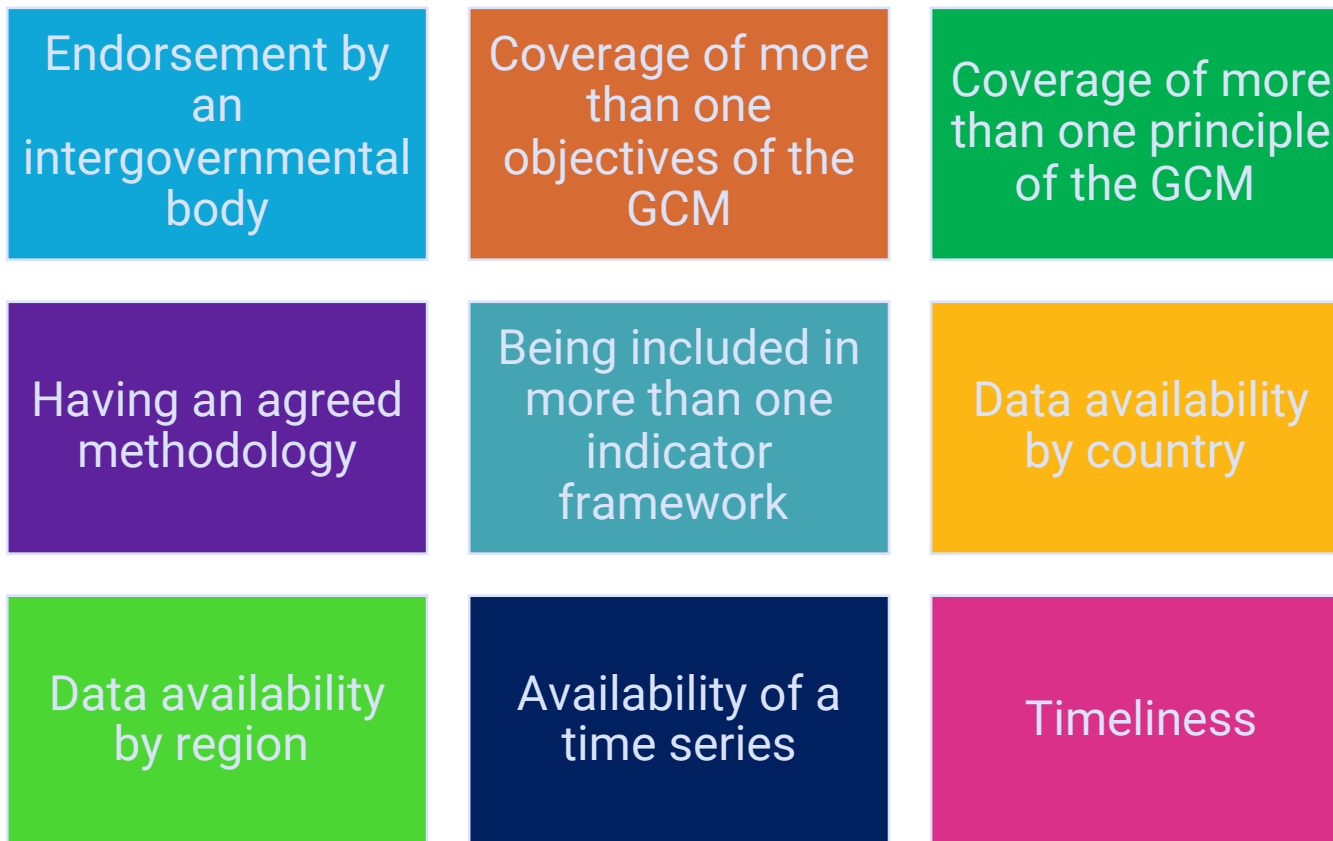 Endorsement by
an
intergovernmental
body
Coverage of more
than one
objectives of the
GCM
Coverage of more
than one principle
of the GCM
Having an agreed
methodology
Being included in
more than one
indicator
framework
Data availability
by country
Data availability
by region
Availability of a
time series
Timeliness